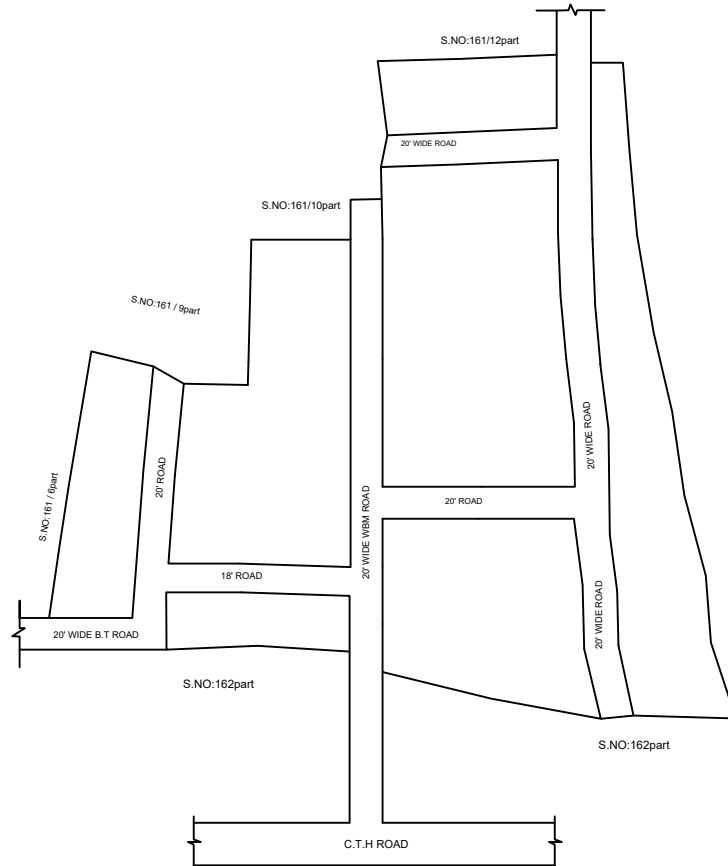 S.NO:161/12part
20' WIDE ROAD
S.NO:161/10part
S.NO:161 / 9part
20' WIDE ROAD
20' ROAD
S.NO:161 / 6part
20' ROAD
20' WIDE WBM ROAD
18' ROAD
20' WIDE ROAD
20' WIDE B.T ROAD
S.NO:162part
S.NO:162part
C.T.H ROAD